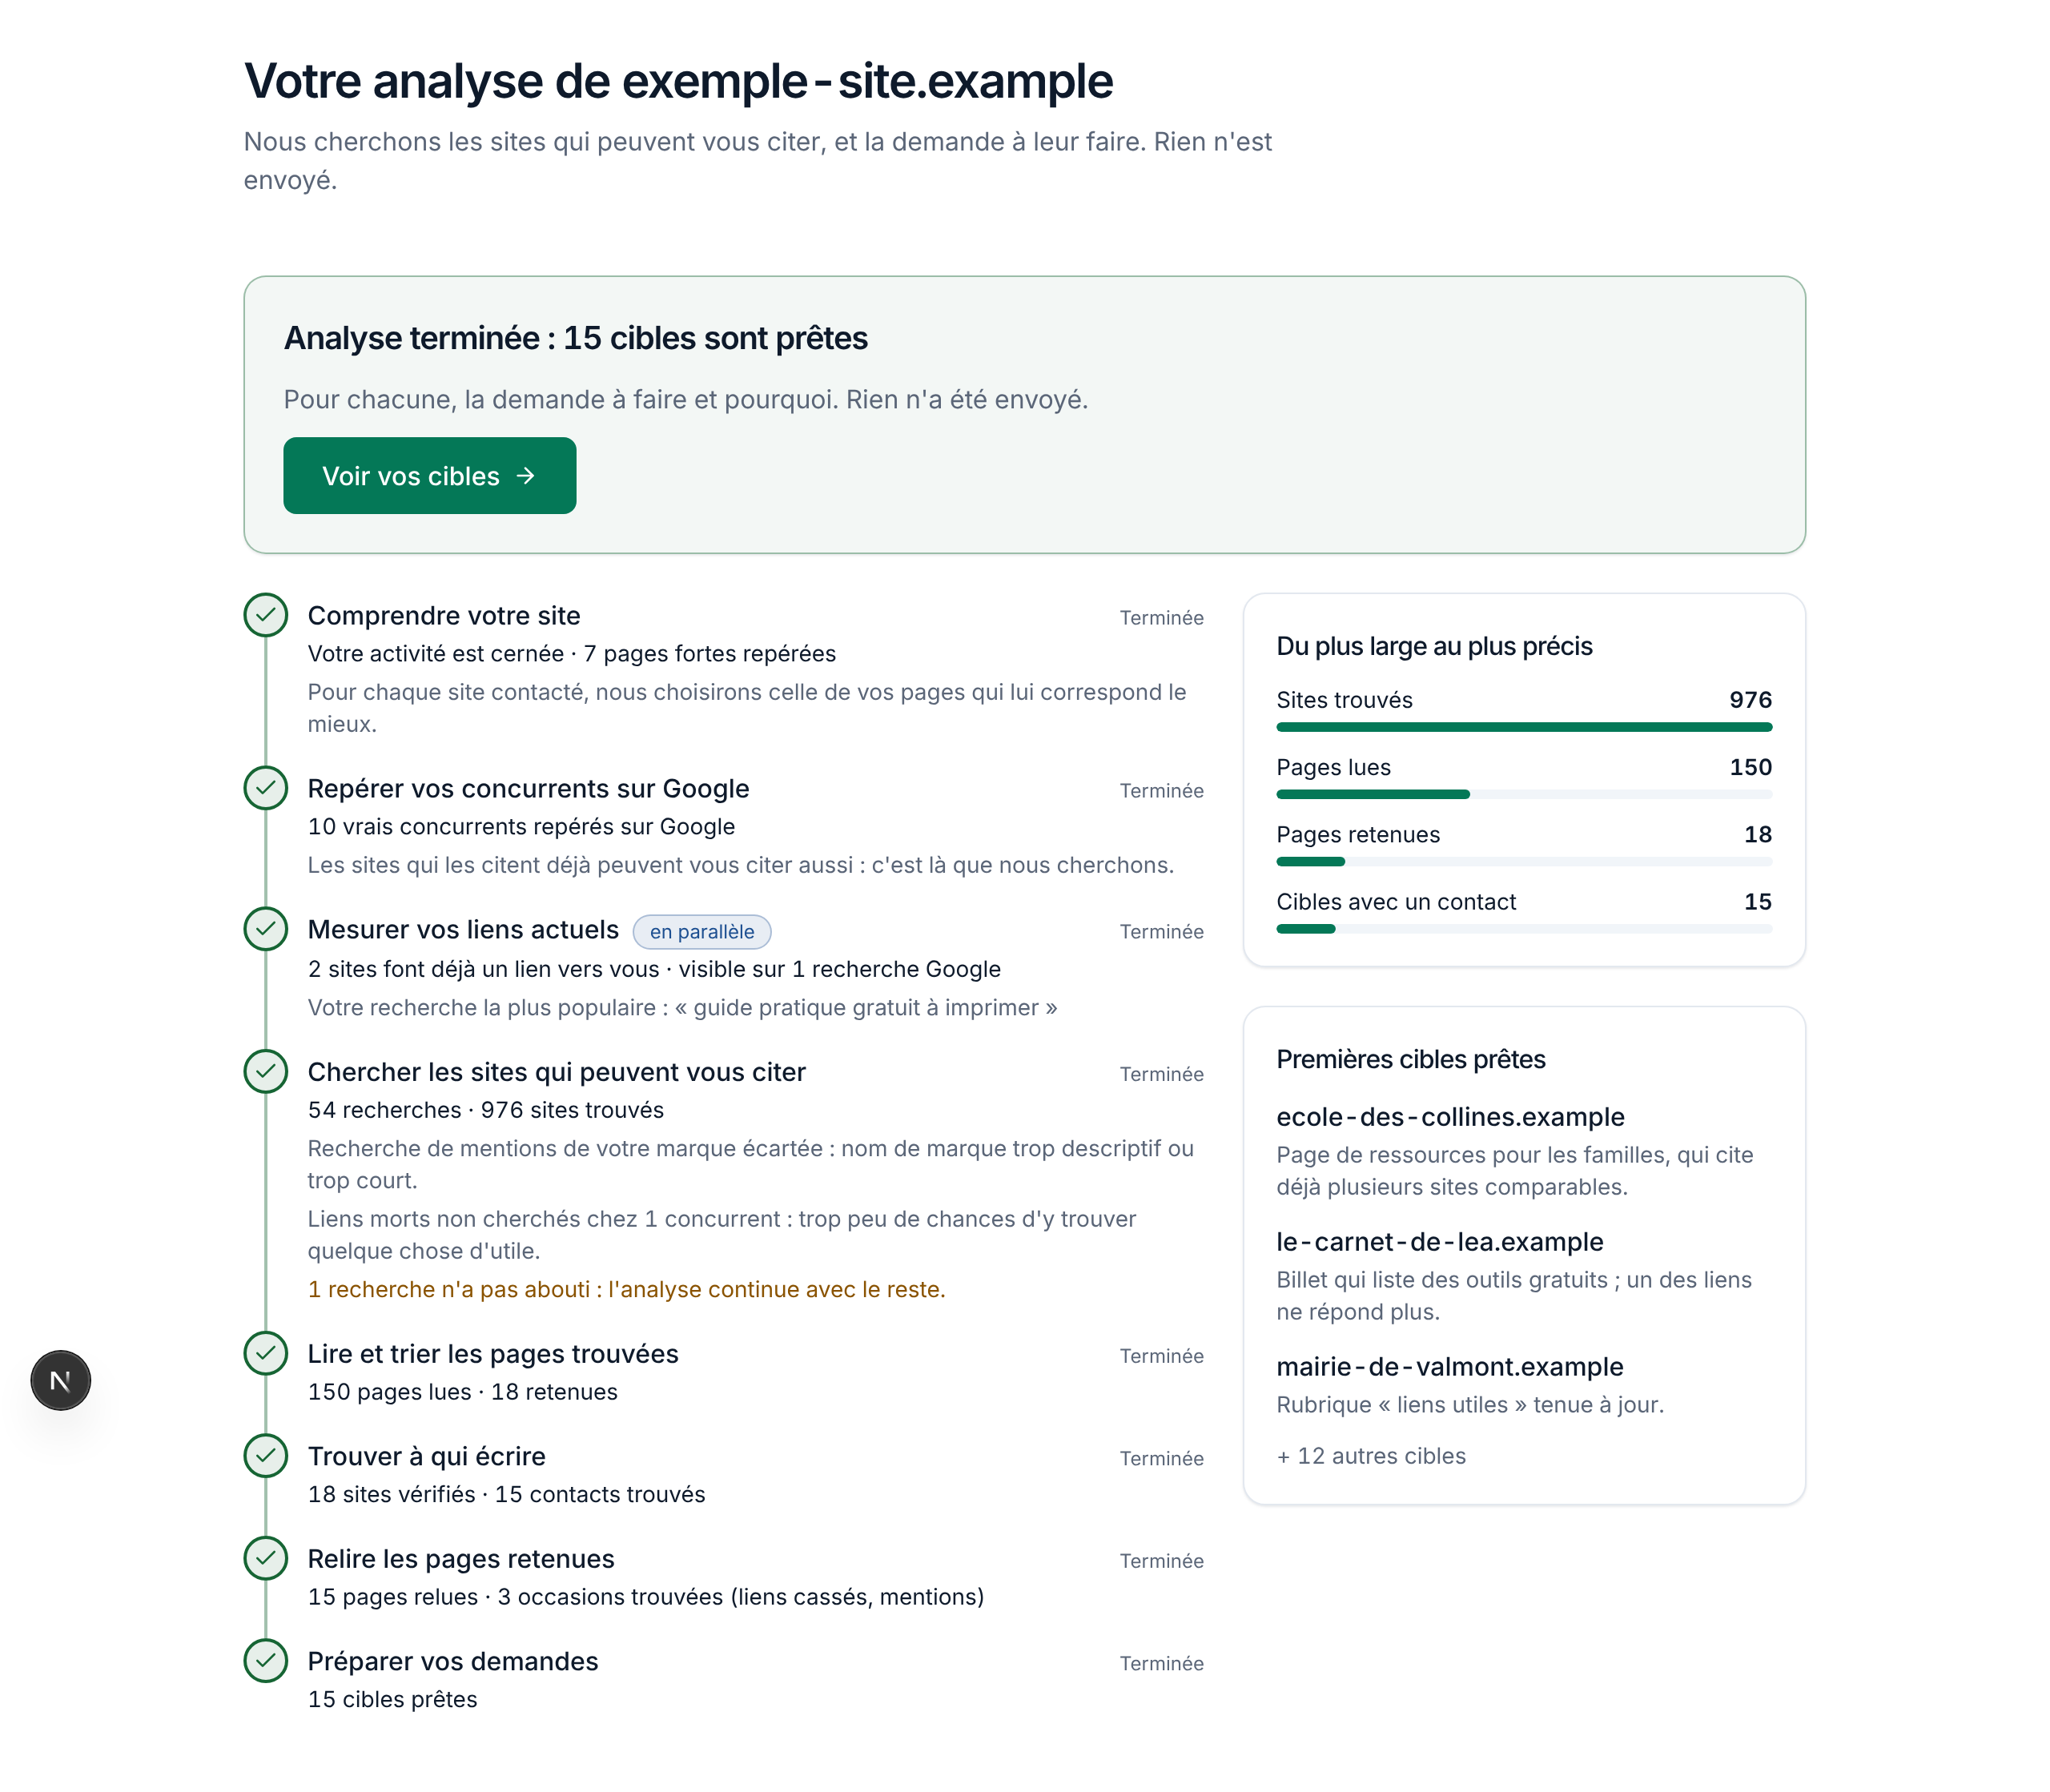 Votre analyse de exemple-site.example
Nous cherchons les sites qui peuvent vous citer, et la demande à leur faire. Rien n'est
envoyé.
Analyse terminée : 15 cibles sont prêtes
Pour chacune, la demande à faire et pourquoi. Rien n'a été envoyé.
Voir vos cibles →
Comprendre votre site
Terminée
Votre activité est cernée · 7 pages fortes repérées
Pour chaque site contacté, nous choisirons celle de vos pages qui lui correspond le
mieux.
Repérer vos concurrents sur Google
Terminée
10 vrais concurrents repérés sur Google
Les sites qui les citent déjà peuvent vous citer aussi : c'est là que nous cherchons.
Mesurer vos liens actuels en parallèle
Terminée
2 sites font déjà un lien vers vous · visible sur 1 recherche Google
Votre recherche la plus populaire : « guide pratique gratuit à imprimer »
Chercher les sites qui peuvent vous citer
Terminée
54 recherches · 976 sites trouvés
Recherche de mentions de votre marque écartée : nom de marque trop descriptif ou
trop court.
Liens morts non cherchés chez 1 concurrent : trop peu de chances d'y trouver
quelque chose d'utile.
1 recherche n'a pas abouti : l'analyse continue avec le reste.
Lire et trier les pages trouvées
Terminée
150 pages lues · 18 retenues
Trouver à qui écrire
Terminée
18 sites vérifiés · 15 contacts trouvés
Relire les pages retenues
Terminée
15 pages relues · 3 occasions trouvées (liens cassés, mentions)
Préparer vos demandes
Terminée
15 cibles prêtes
Du plus large au plus précis
Sites trouvés 976
Pages lues 150
Pages retenues 18
Cibles avec un contact 15
Premières cibles prêtes
ecole-des-collines.example
Page de ressources pour les familles, qui cite
déjà plusieurs sites comparables.
le-carnet-de-lea.example
Billet qui liste des outils gratuits ; un des liens
ne répond plus.
mairie-de-valmont.example
Rubrique « liens utiles » tenue à jour.
+ 12 autres cibles
N